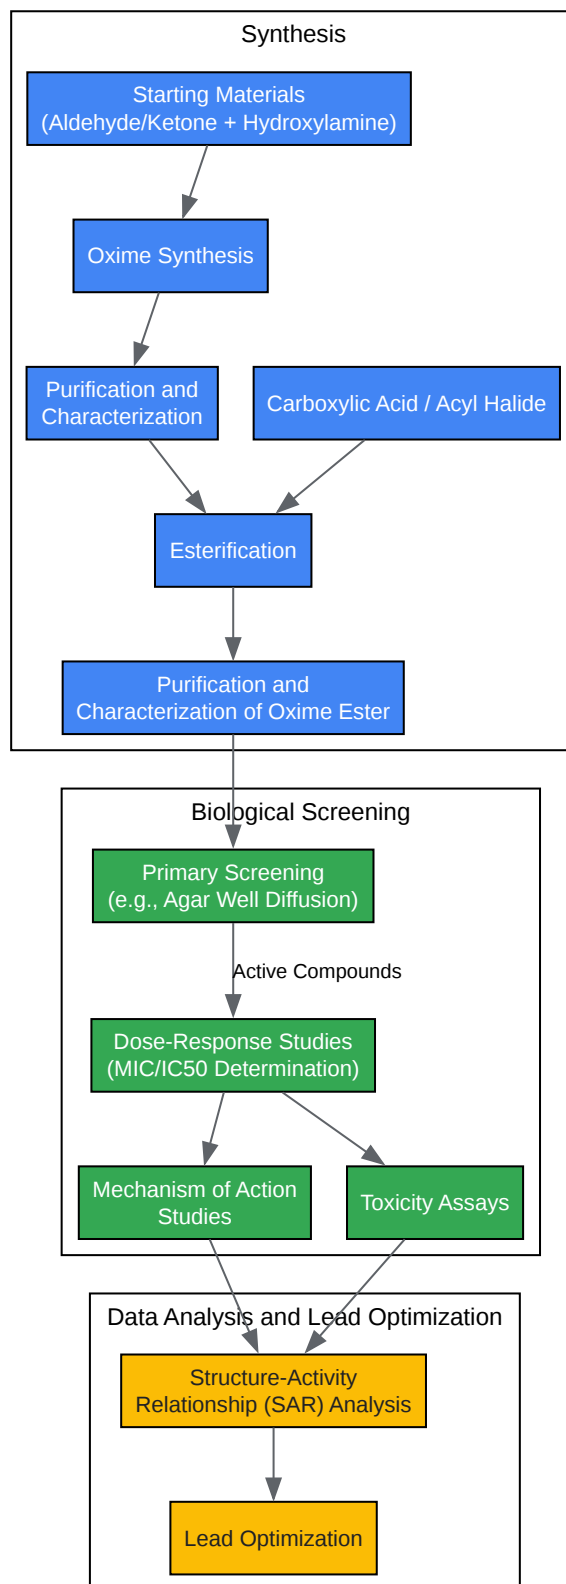 Synthesis
Starting Materials
(Aldehyde/Ketone + Hydroxylamine)
Oxime Synthesis
Purification and
Characterization
Carboxylic Acid / Acyl Halide
Esterification
Purification and
Characterization of Oxime Ester
Biological Screening
Primary Screening
(e.g., Agar Well Diffusion)
Active Compounds
Dose-Response Studies
(MIC/IC50 Determination)
Mechanism of Action
Studies
Toxicity Assays
Data Analysis and Lead Optimization
Structure-Activity
Relationship (SAR) Analysis
Lead Optimization